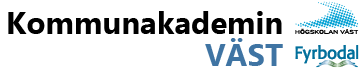 Kommunakademin
VÄST
HÖGSKOLAN VÄST
Fyrbodal